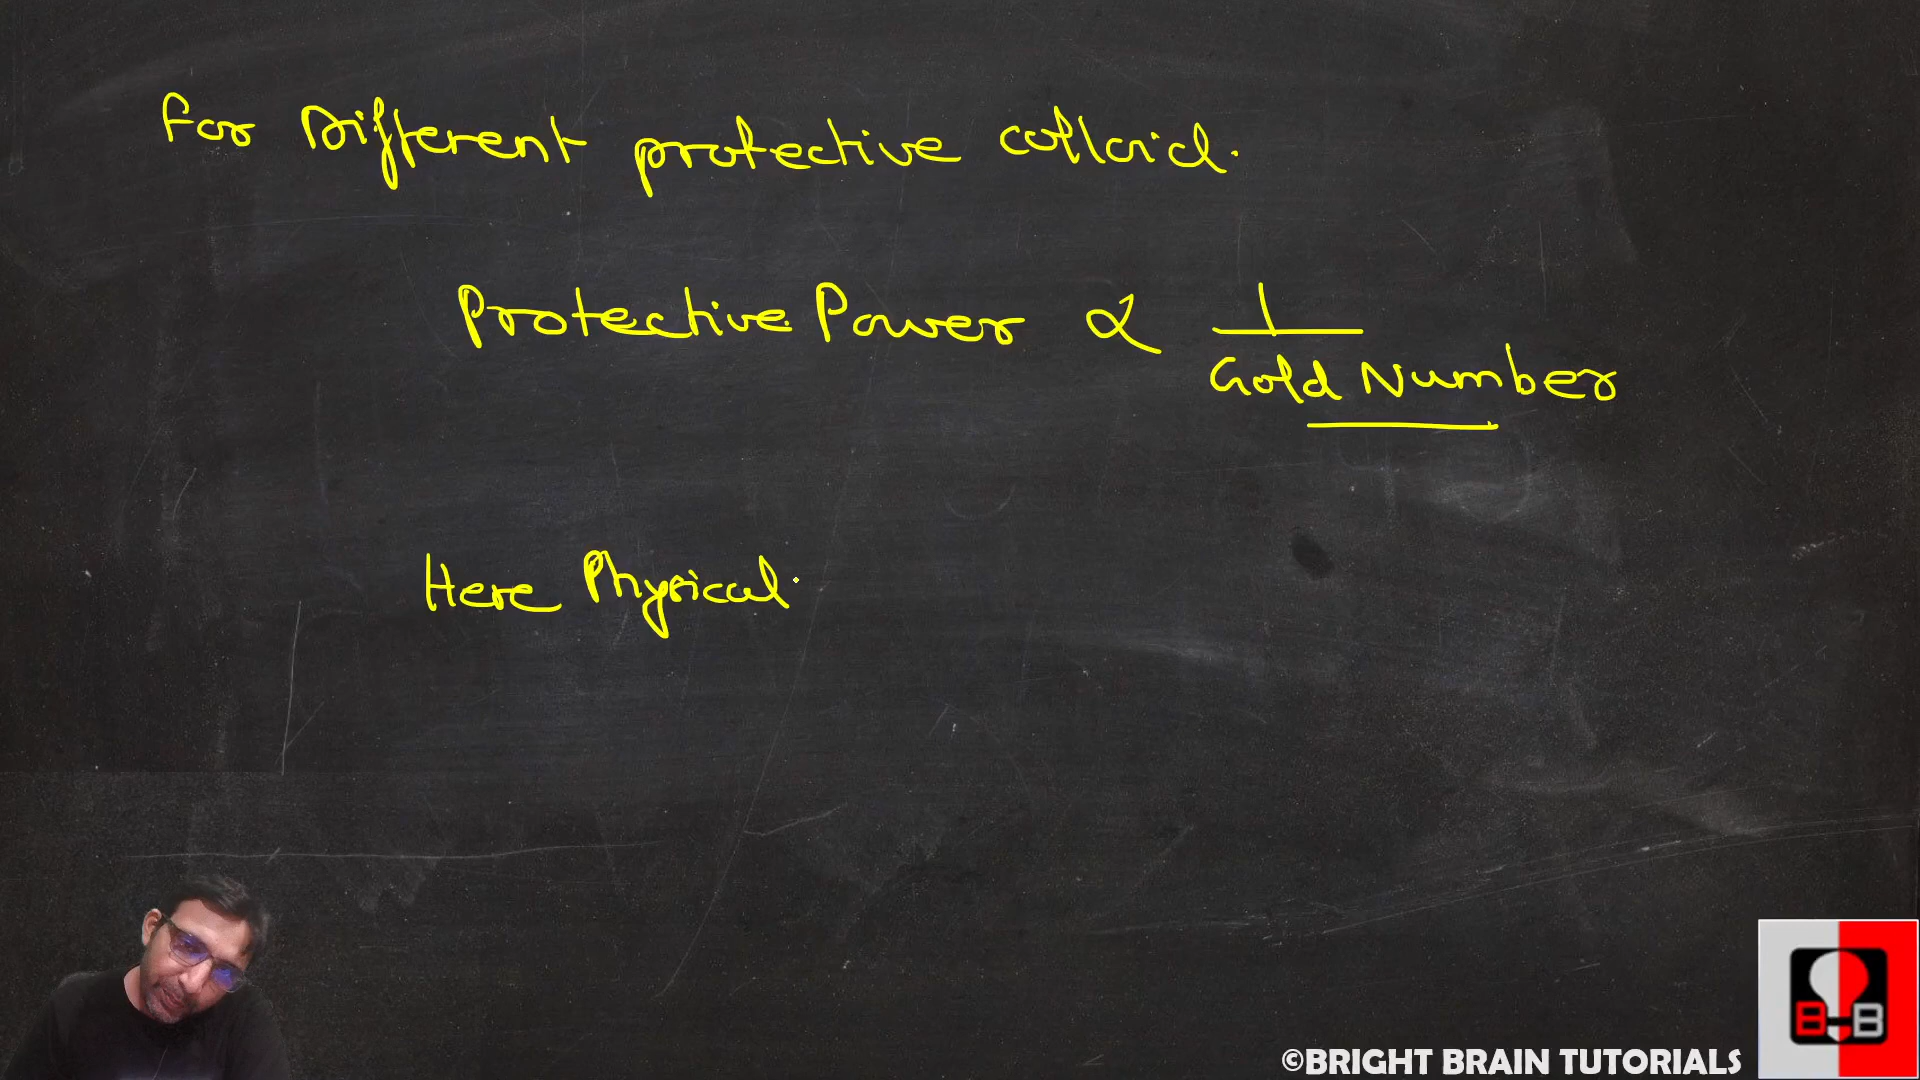 For Different protective colloid.
Protective Power ∝ 1
Gold Number
Here Physical
B B
©BRIGHT BRAIN TUTORIALS